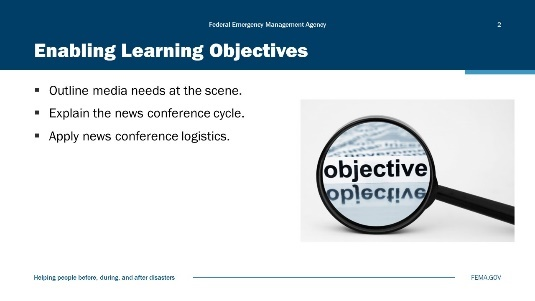 Federal Emergency Management Agency
2
Enabling Learning Objectives
▪ Outline media needs at the scene.
▪ Explain the news conference cycle.
▪ Apply news conference logistics.
objective
objective
Helping people before, during, and after disasters
FEMA.GOV